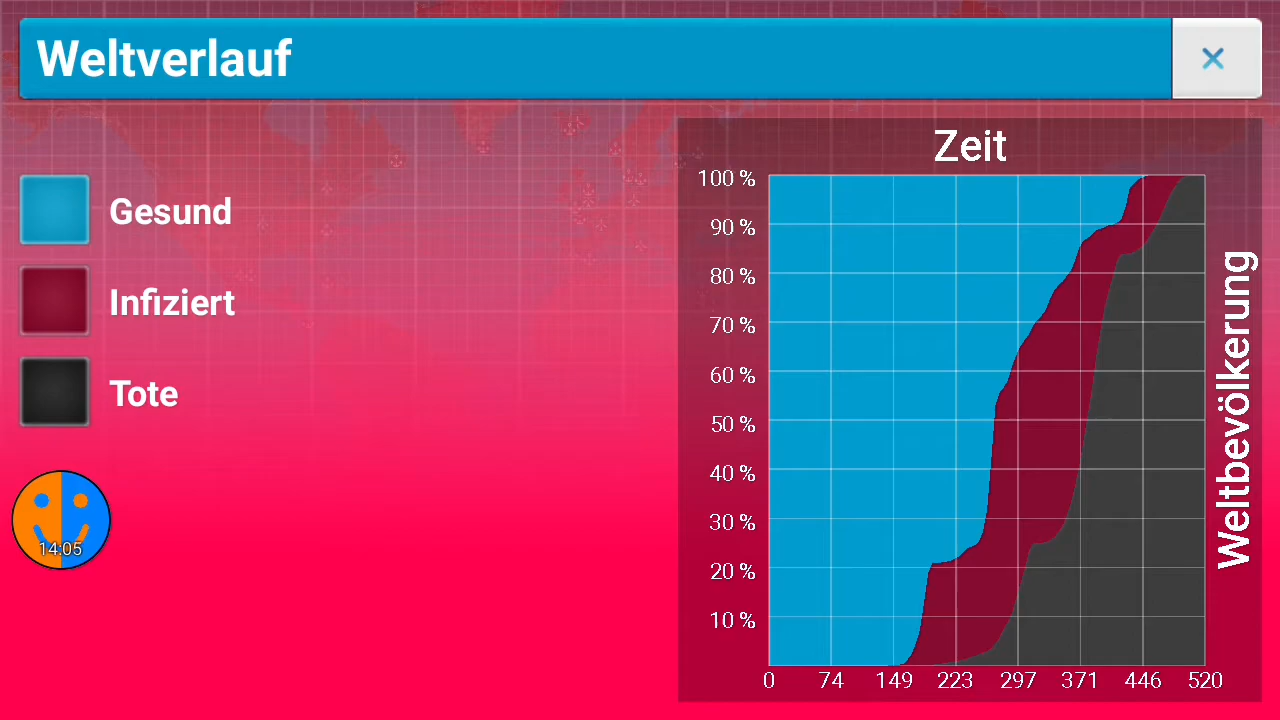 Weltverlauf
×
Gesund
Infiziert
Tote
14:05
Zeit
100 %
90 %
80 %
70 %
60 %
50 %
40 %
30 %
20 %
10 %
0 74 149 223 297 371 446 520
Weltbevölkerung